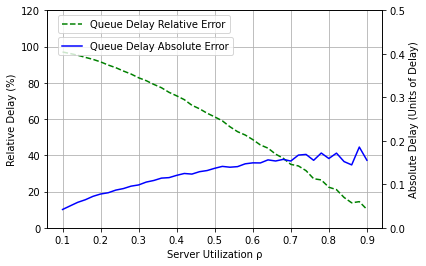 Queue Delay Relative Error
Queue Delay Absolute Error
Relative Delay (%)
120
100
80
60
40
20
0
0.5
0.4
0.3
0.2
0.1
0.0
Absolute Delay (Units of Delay)
0.1 0.2 0.3 0.4 0.5 0.6 0.7 0.8 0.9
Server Utilization ρ